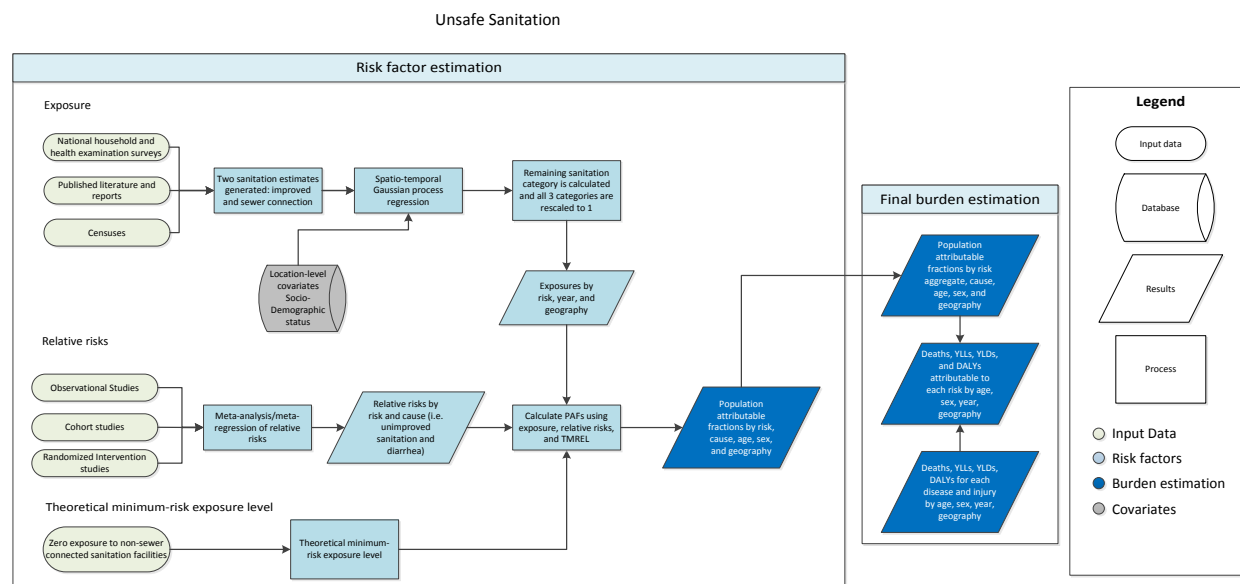 Unsafe Sanitation
Risk factor estimation
Exposure
National household and
health examination surveys
Published literature and
reports
Censuses
Two sanitation estimates
generated: improved
and sewer connection
Spatio-temporal
Gaussian process
regression
Remaining sanitation
category is calculated
and all 3 categories are
rescaled to 1
Location-level
covariates
Socio-
Demographic
status
Exposures by
risk, year, and
geography
Relative risks
Observational Studies
Cohort studies
Randomized Intervention
studies
Meta-analysis/meta-
regression of relative
risks
Relative risks by
risk and cause (i.e.
unimproved
sanitation and
diarrhea)
Calculate PAFs using
exposure, relative risks,
and TMREL
Population
attributable
fractions by risk,
cause, age, sex,
and geography
Theoretical minimum-risk exposure level
Zero exposure to non-sewer
connected sanitation facilities
Theoretical minimum-
risk exposure level
Final burden estimation
Population
attributable
fractions by risk
aggregate, cause,
age, sex, and
geography
Deaths, YLLs, YLDs,
and DALYs
attributable to
each risk by age,
sex, year,
geography
Deaths, YLLs, YLDs,
DALYs for each
disease and injury
by age, sex, year,
geography
Legend
Input data
Database
Results
Process
Input Data
Risk factors
Burden estimation
Covariates